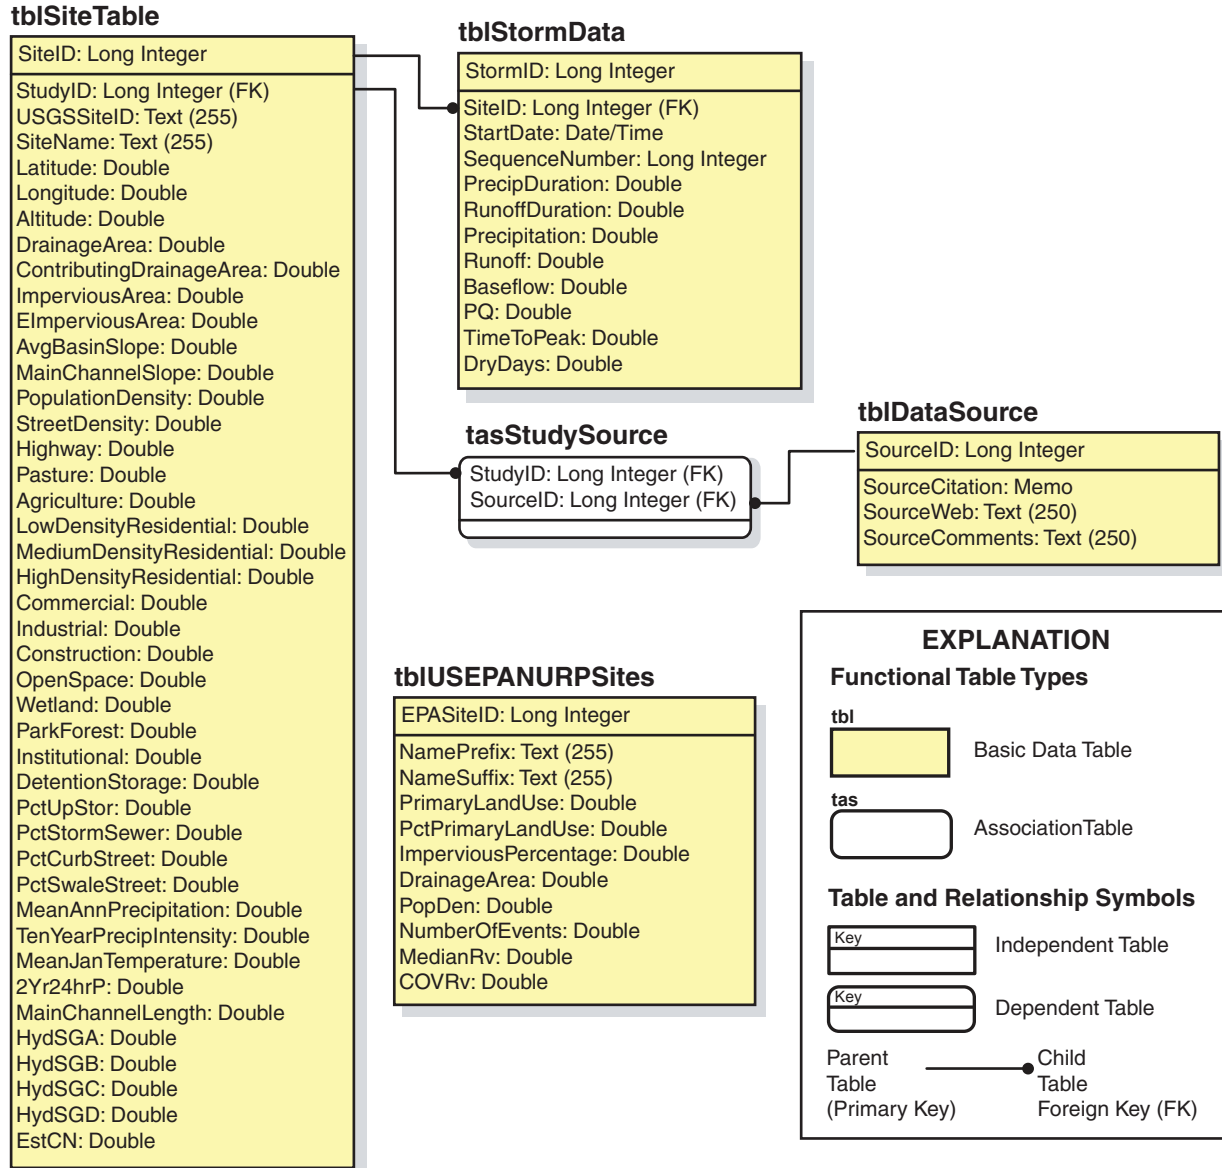 tblSiteTable
SiteID: Long Integer
StudyID: Long Integer (FK)
USGSSiteID: Text (255)
SiteName: Text (255)
Latitude: Double
Longitude: Double
Altitude: Double
DrainageArea: Double
ContributingDrainageArea: Double
ImperviousArea: Double
EImperviousArea: Double
AvgBasinSlope: Double
MainChannelSlope: Double
PopulationDensity: Double
StreetDensity: Double
Highway: Double
Pasture: Double
Agriculture: Double
LowDensityResidential: Double
MediumDensityResidential: Double
HighDensityResidential: Double
Commercial: Double
Industrial: Double
Construction: Double
OpenSpace: Double
Wetland: Double
ParkForest: Double
Institutional: Double
DetentionStorage: Double
PctUpStor: Double
PctStormSewer: Double
PctCurbStreet: Double
PctSwaleStreet: Double
MeanAnnPrecipitation: Double
TenYearPrecipIntensity: Double
MeanJanTemperature: Double
2Yr24hrP: Double
MainChannelLength: Double
HydSGA: Double
HydSGB: Double
HydSGC: Double
HydSGD: Double
EstCN: Double
tblStormData
StormID: Long Integer
SiteID: Long Integer (FK)
StartDate: Date/Time
SequenceNumber: Long Integer
PrecipDuration: Double
RunoffDuration: Double
Precipitation: Double
Runoff: Double
Baseflow: Double
PQ: Double
TimeToPeak: Double
DryDays: Double
tasStudySource
StudyID: Long Integer (FK)
SourceID: Long Integer (FK)
tblDataSource
SourceID: Long Integer
SourceCitation: Memo
SourceWeb: Text (250)
SourceComments: Text (250)
tblUSEPANURPSites
EPASiteID: Long Integer
NamePrefix: Text (255)
NameSuffix: Text (255)
PrimaryLandUse: Double
PctPrimaryLandUse: Double
ImperviousPercentage: Double
DrainageArea: Double
PopDen: Double
NumberOfEvents: Double
MedianRv: Double
COVRv: Double
EXPLANATION
Functional Table Types
tbl
Basic Data Table
tas
AssociationTable
Table and Relationship Symbols
Key
Independent Table
Key
Dependent Table
Parent
Table
(Primary Key)
Child
Table
Foreign Key (FK)